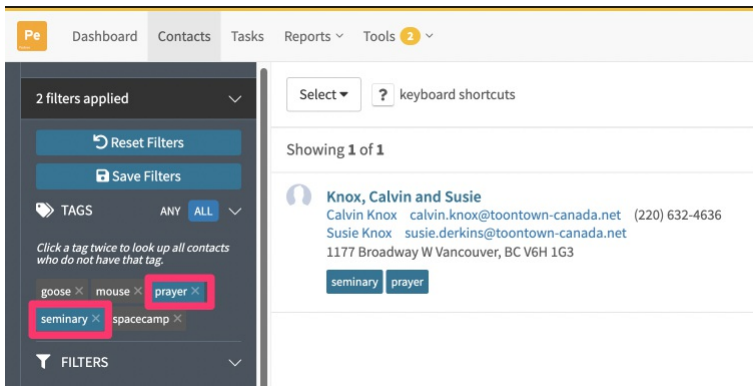 Pe Dashboard Contacts Tasks Reports Tools 2
2 filters applied
Reset Filters
Save Filters
TAGS ANY ALL
Click a tag twice to look up all contacts
who do not have that tag.
goose × mouse × prayer ×
seminary × spacecamp ×
FILTERS
Select ? keyboard shortcuts
Showing 1 of 1
Knox, Calvin and Susie
Calvin Knox calvin.knox@toontown-canada.net (220) 632-4636
Susie Knox susie.derkins@toontown-canada.net
1177 Broadway W Vancouver, BC V6H 1G3
seminary prayer